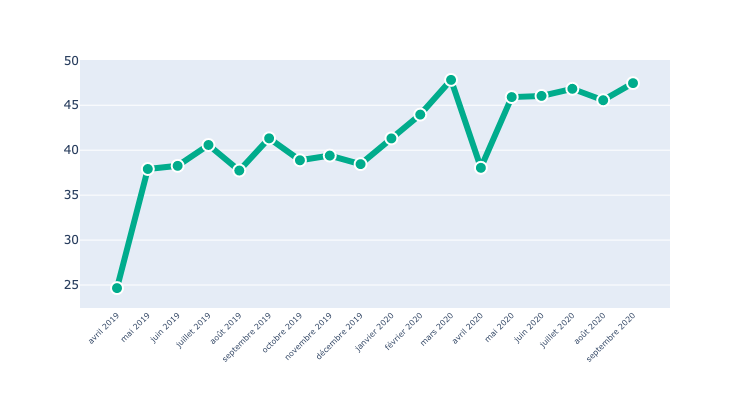 50
45
40
35
30
25
avril 2019
mai 2019
juin 2019
juillet 2019
août 2019
septembre 2019
octobre 2019
novembre 2019
décembre 2019
janvier 2020
février 2020
mars 2020
avril 2020
mai 2020
juin 2020
juillet 2020
août 2020
septembre 2020